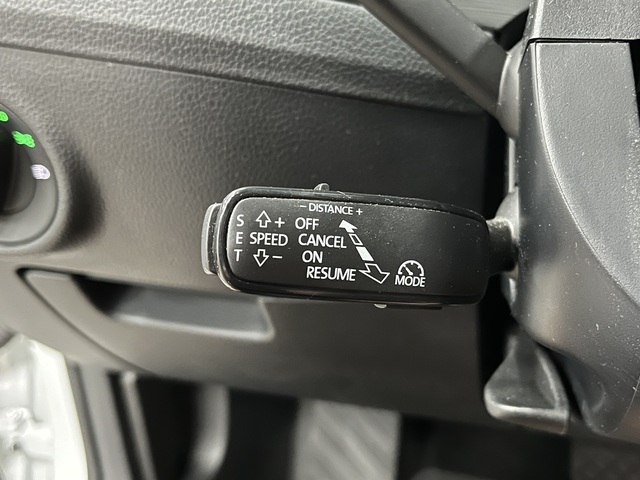 − DISTANCE +
S + OFF
E SPEED CANCEL
T − ON
RESUME
MODE